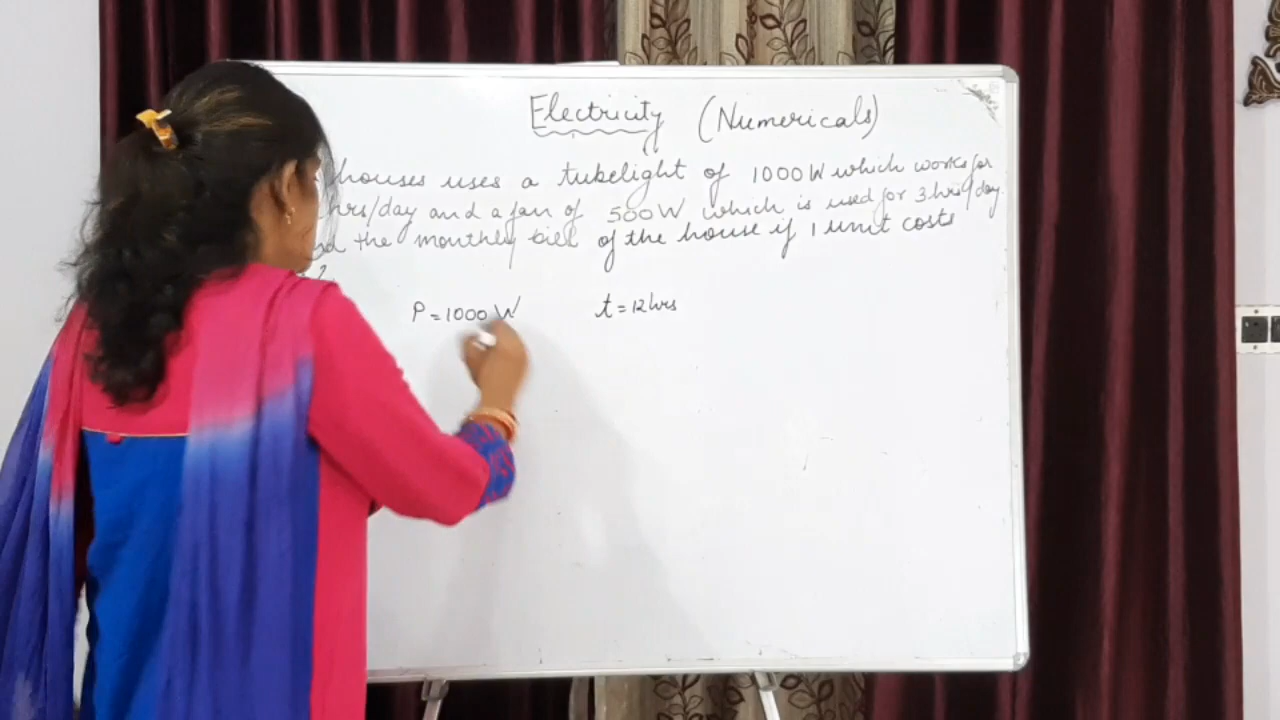 Electricity (Numericals)
houses uses a tubelight of 1000W which works for
hrs/day and a fan of 500W which is used for 3 hrs/day.
the monthly bill of the house if 1 unit costs
?
P = 1000 W t = 12 hrs